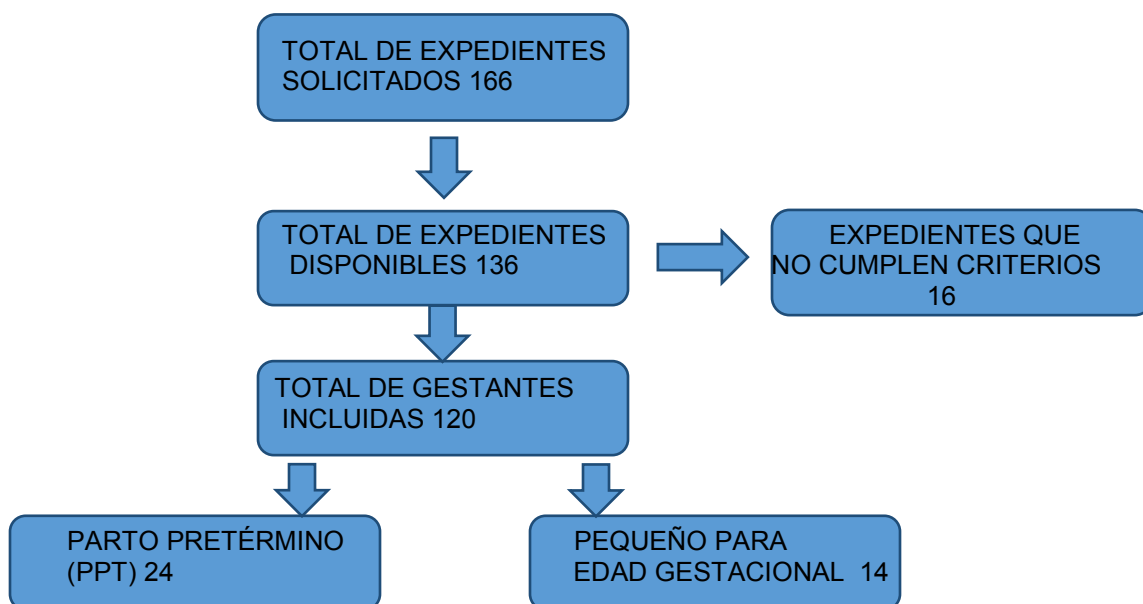 TOTAL DE EXPEDIENTES
SOLICITADOS 166
TOTAL DE EXPEDIENTES
DISPONIBLES 136
EXPEDIENTES QUE
NO CUMPLEN CRITERIOS
16
TOTAL DE GESTANTES
INCLUIDAS 120
PARTO PRETÉRMINO
(PPT) 24
PEQUEÑO PARA
EDAD GESTACIONAL 14